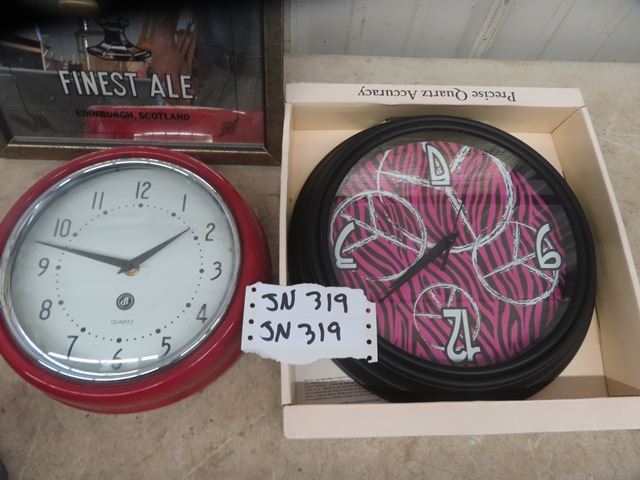 FINEST ALE
EDINBURGH, SCOTLAND
Precise Quartz Accuracy
12
1
2
3
4
5
6
7
8
9
10
11
QUARTZ
12
3
6
9
JN 319
JN 319